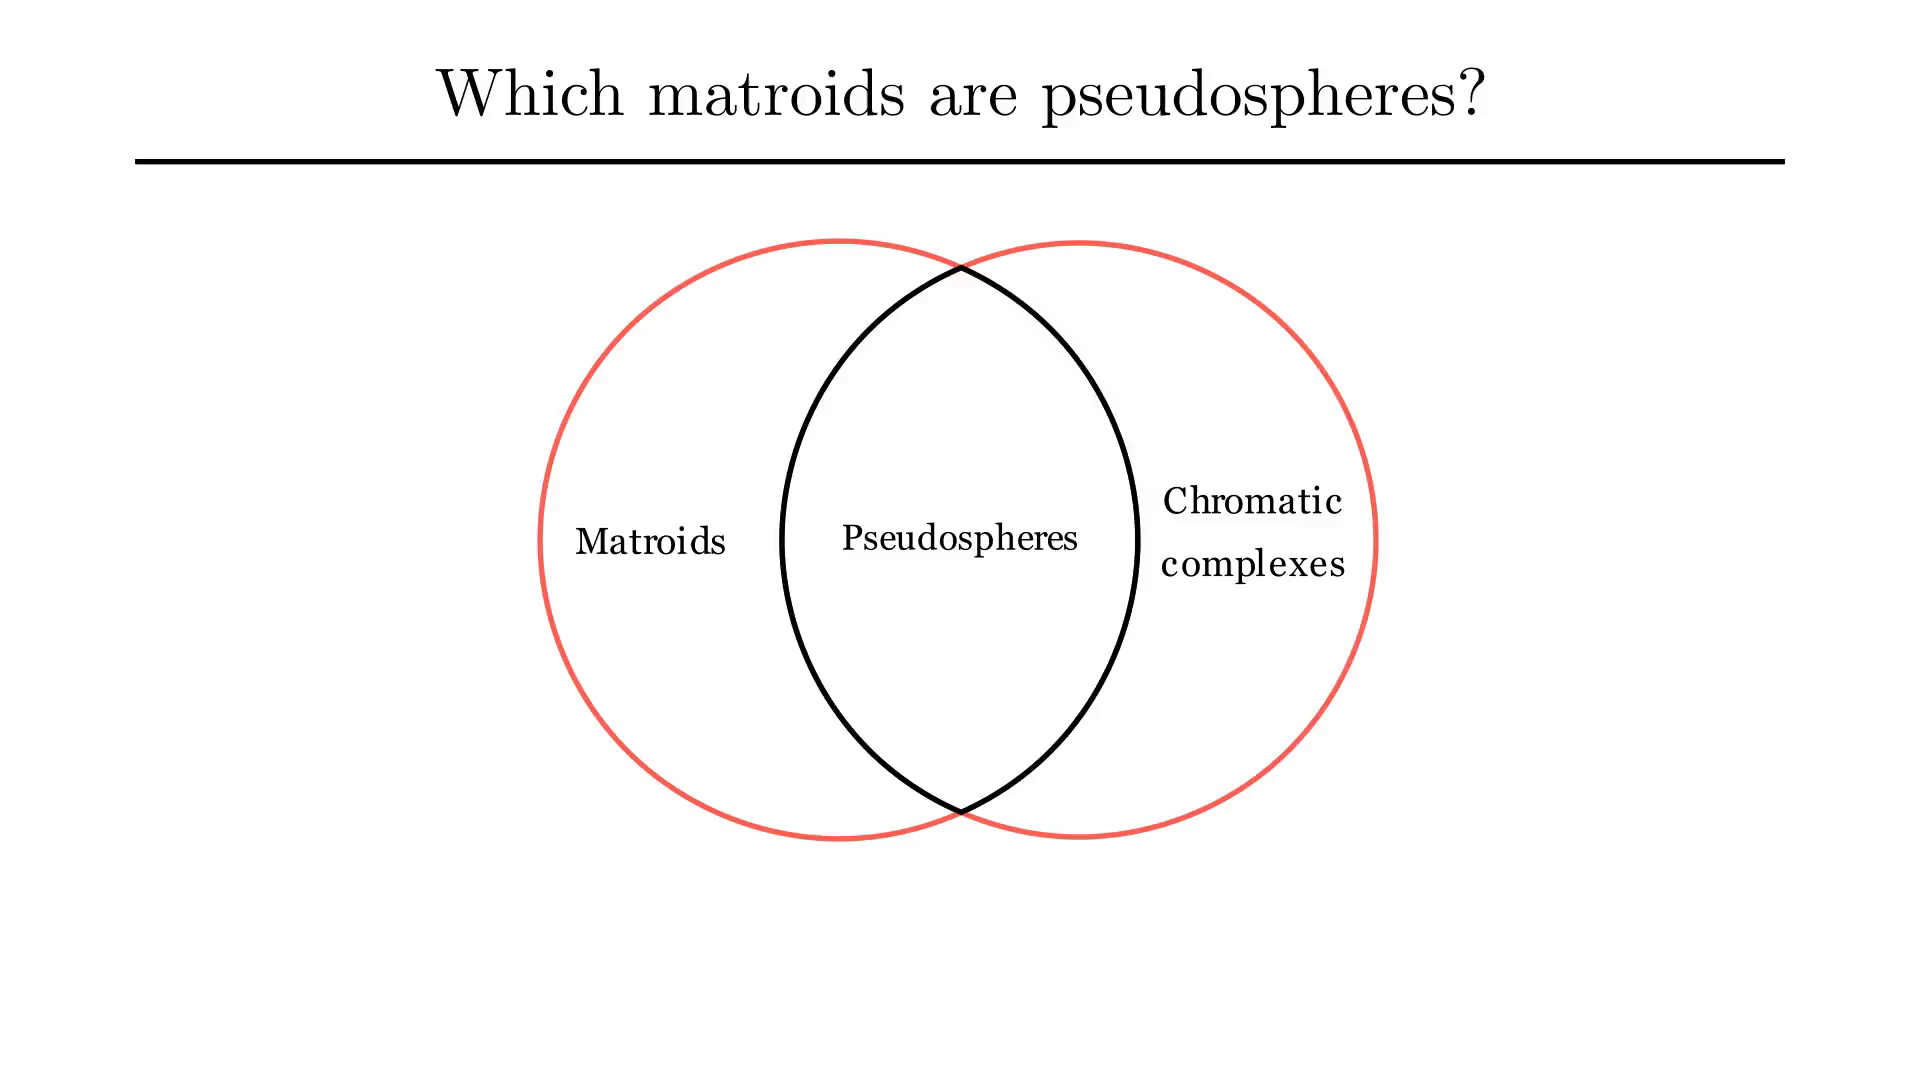 Which matroids are pseudospheres?
Matroids
Pseudospheres
Chromatic
complexes